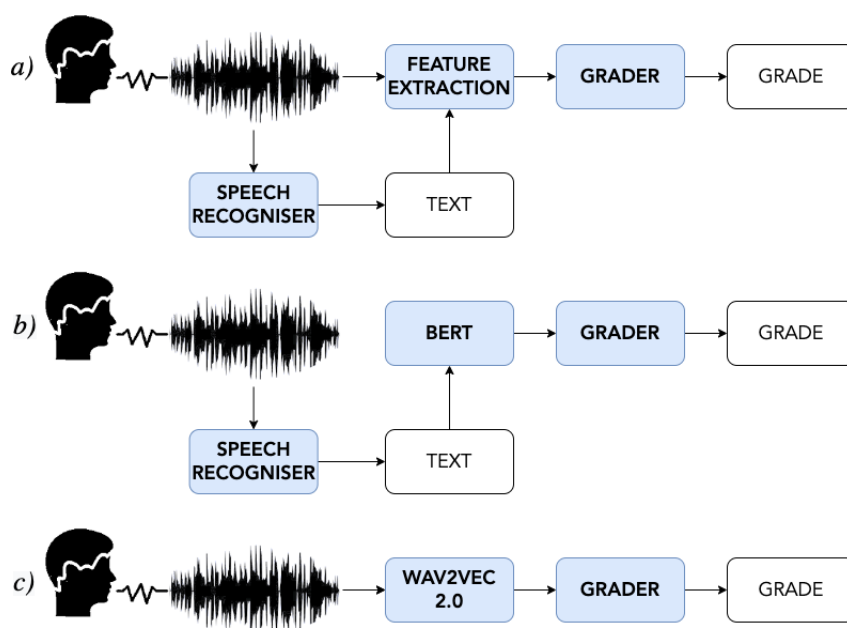 a)
FEATURE
EXTRACTION
GRADER
GRADE
SPEECH
RECOGNISER
TEXT
b)
BERT
GRADER
GRADE
SPEECH
RECOGNISER
TEXT
c)
WAV2VEC
2.0
GRADER
GRADE